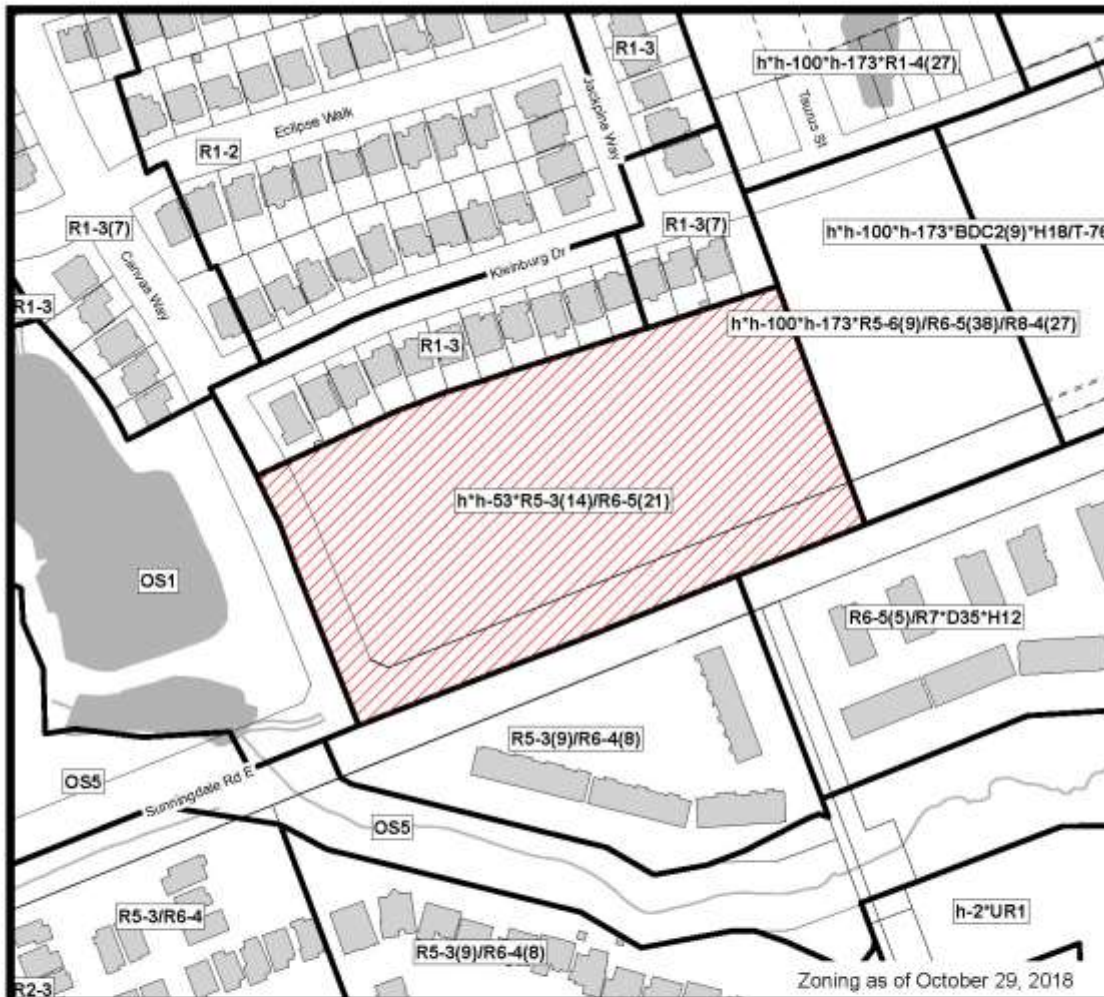 R1-3
h*h-100*h-173*R1-4(27)
Eclipse Walk
Jackpine Way
Taurus St
R1-2
R1-3(7)
R1-3(7)
h*h-100*h-173*BDC2(9)*H18/T-76
Canvas Way
Kleinburg Dr
R1-3
h*h-100*h-173*R5-6(9)/R6-5(38)/R8-4(27)
R1-3
h*h-53*R5-3(14)/R6-5(21)
OS1
R6-5(5)/R7*D35*H12
R5-3(9)/R6-4(8)
OS5
Sunningdale Rd E
OS5
R5-3/R6-4
h-2*UR1
R5-3(9)/R6-4(8)
R2-3
Zoning as of October 29, 2018